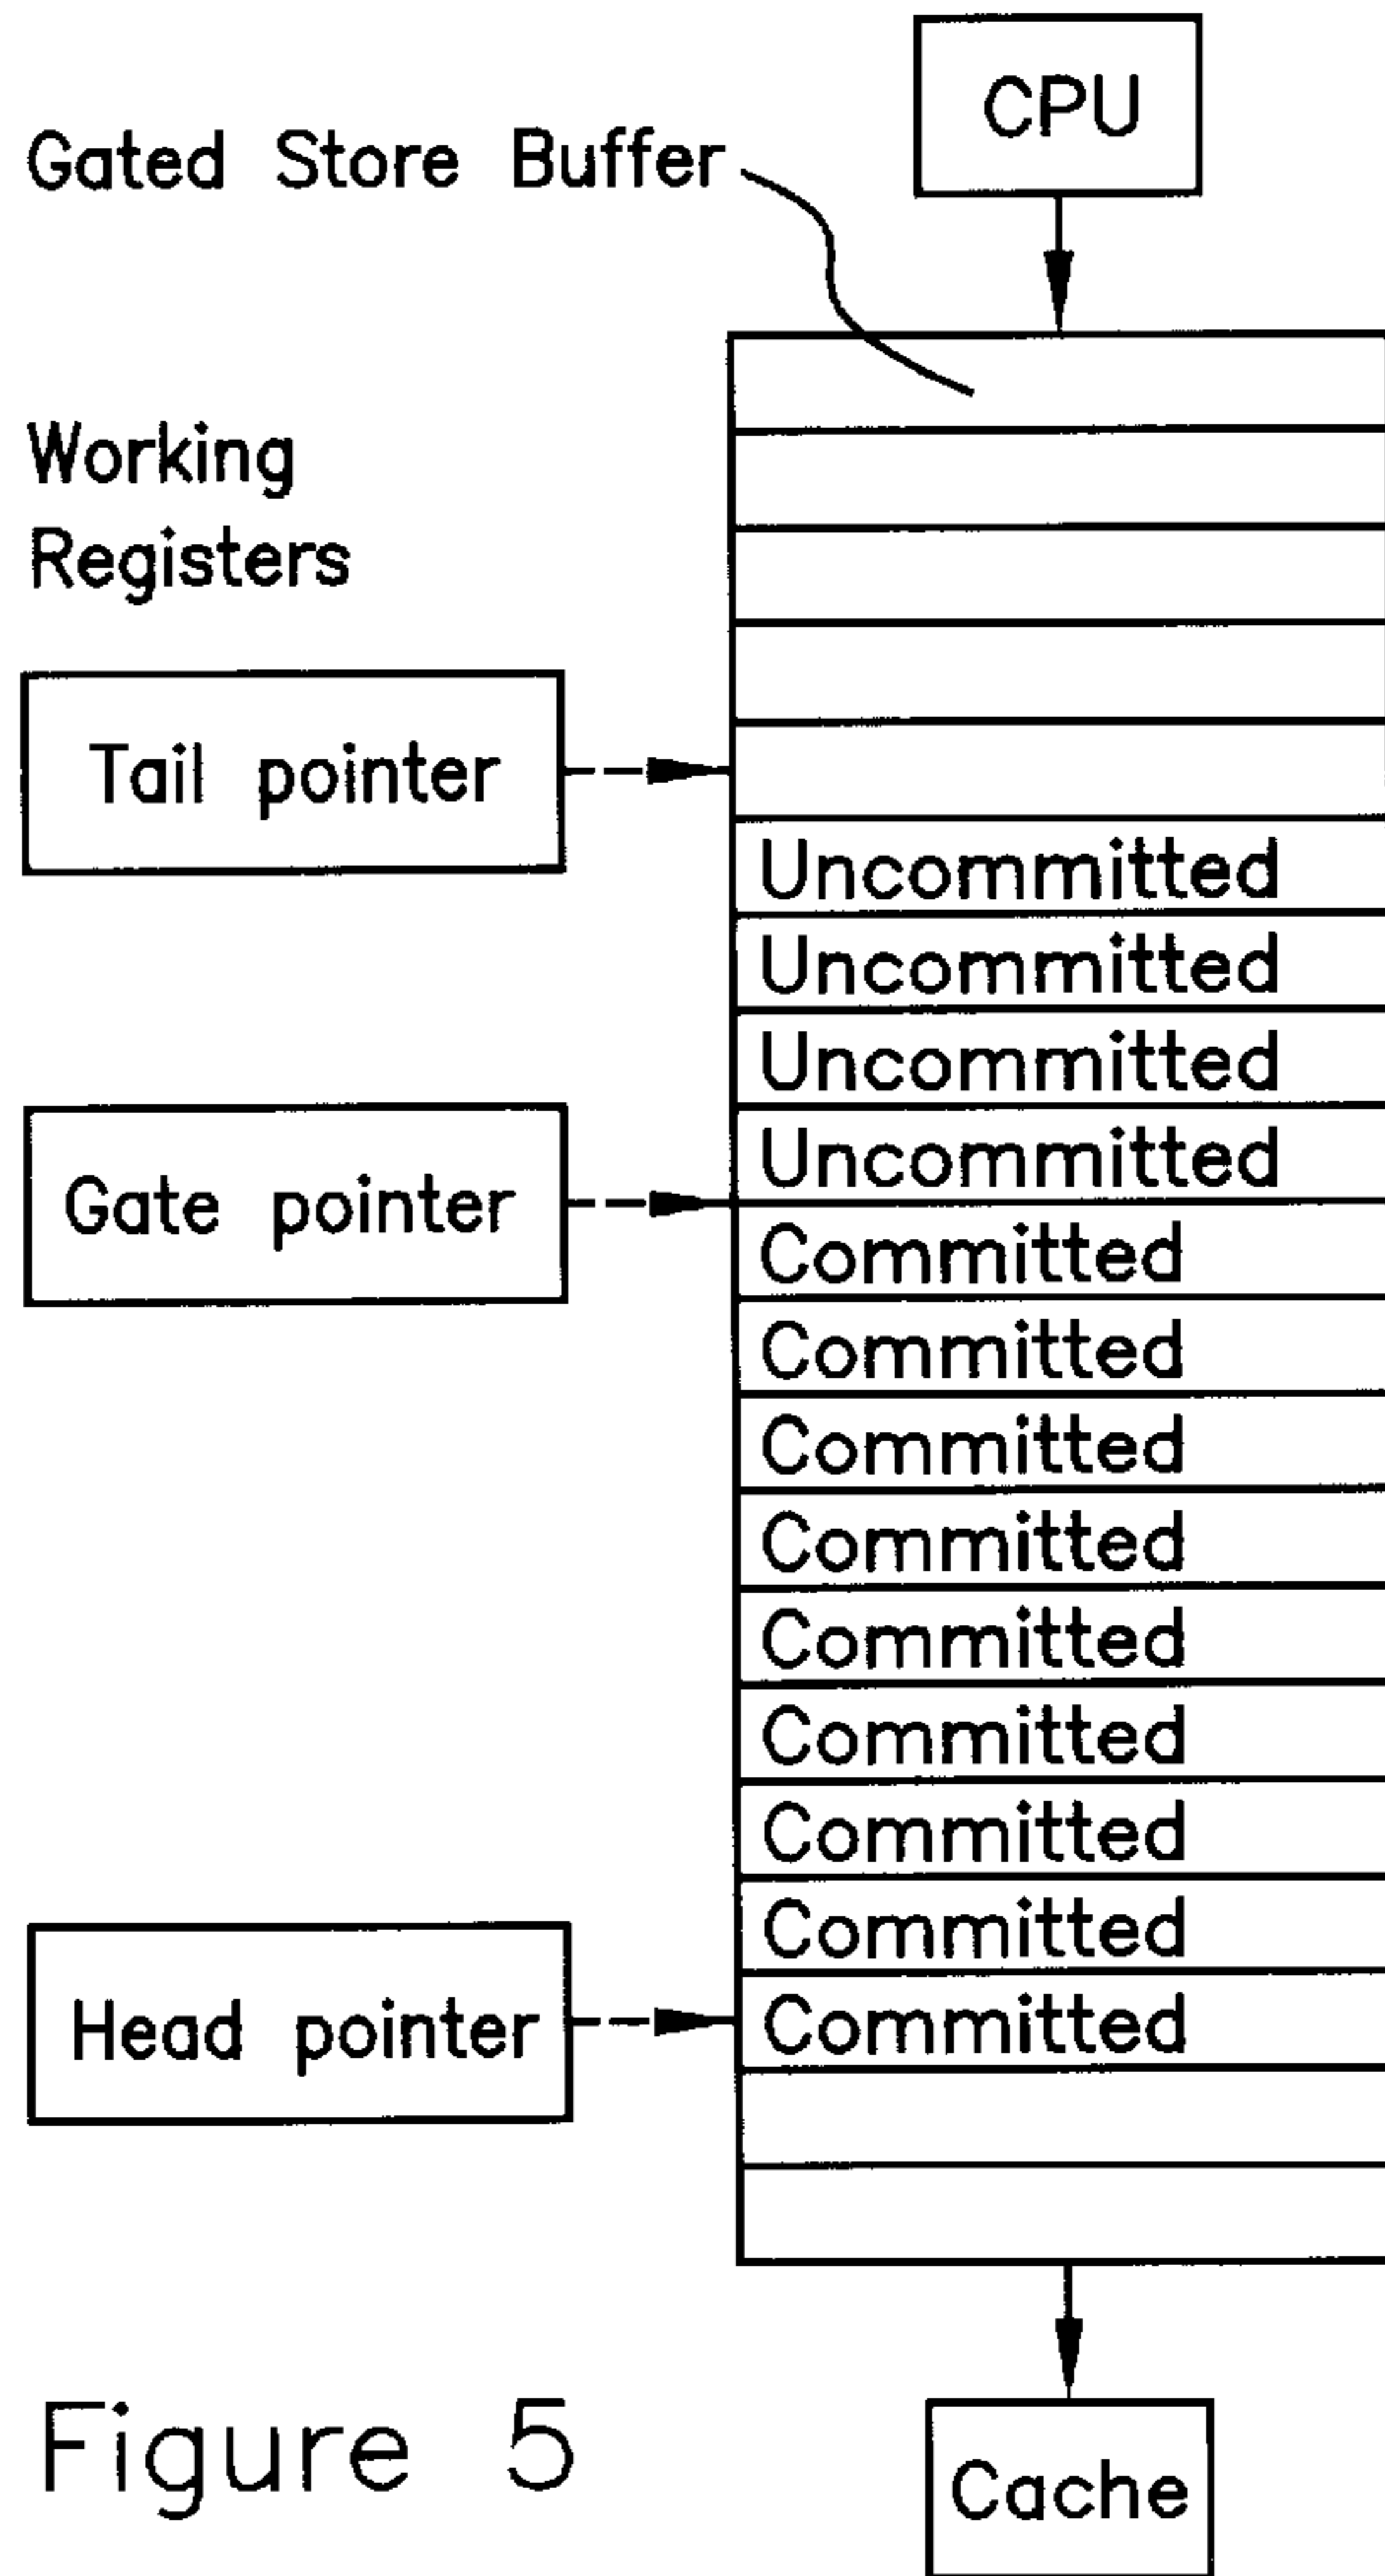 CPU
Gated Store Buffer
Working
Registers
Tail pointer
Uncommitted
Uncommitted
Uncommitted
Uncommitted
Gate pointer
Committed
Committed
Committed
Committed
Committed
Committed
Committed
Committed
Committed
Head pointer
Figure 5
Cache